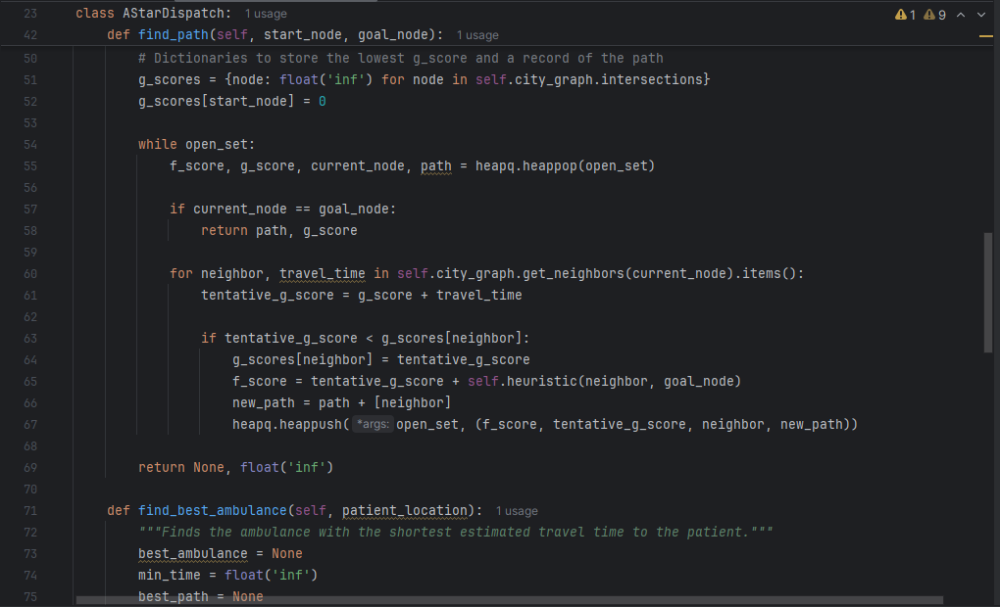 23 class AStarDispatch: 1 usage
1 9
42 def find_path(self, start_node, goal_node): 1 usage
50 # Dictionaries to store the lowest g_score and a record of the path
51 g_scores = {node: float('inf') for node in self.city_graph.intersections}
52 g_scores[start_node] = 0
53
54 while open_set:
55 f_score, g_score, current_node, path = heapq.heappop(open_set)
56
57 if current_node == goal_node:
58 return path, g_score
59
60 for neighbor, travel_time in self.city_graph.get_neighbors(current_node).items():
61 tentative_g_score = g_score + travel_time
62
63 if tentative_g_score < g_scores[neighbor]:
64 g_scores[neighbor] = tentative_g_score
65 f_score = tentative_g_score + self.heuristic(neighbor, goal_node)
66 new_path = path + [neighbor]
67 heapq.heappush( *args: open_set, (f_score, tentative_g_score, neighbor, new_path))
68
69 return None, float('inf')
70
71 def find_best_ambulance(self, patient_location): 1 usage
72 """Finds the ambulance with the shortest estimated travel time to the patient."""
73 best_ambulance = None
74 min_time = float('inf')
75 best_path = None